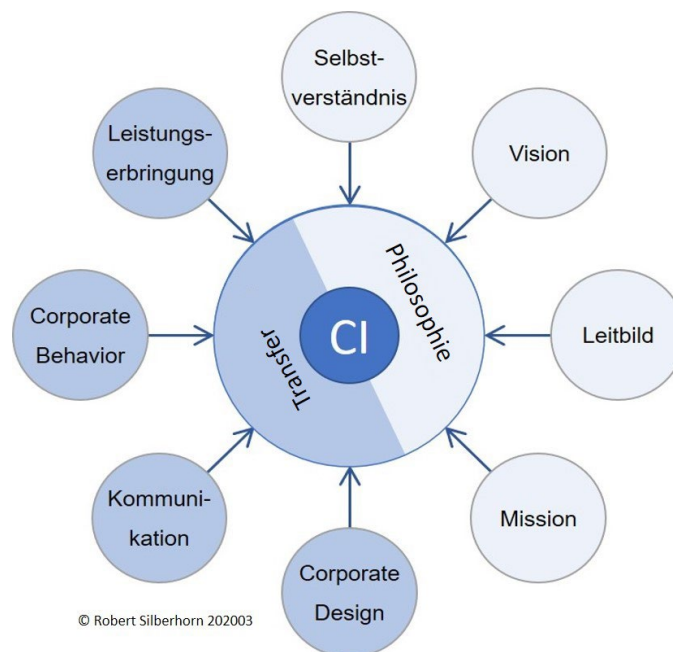 Selbst-
verständnis
Leistungs-
erbringung
Vision
Philosophie
CI
Transfer
Corporate
Behavior
Leitbild
Kommuni-
kation
Mission
Corporate
Design
© Robert Silberhorn 202003